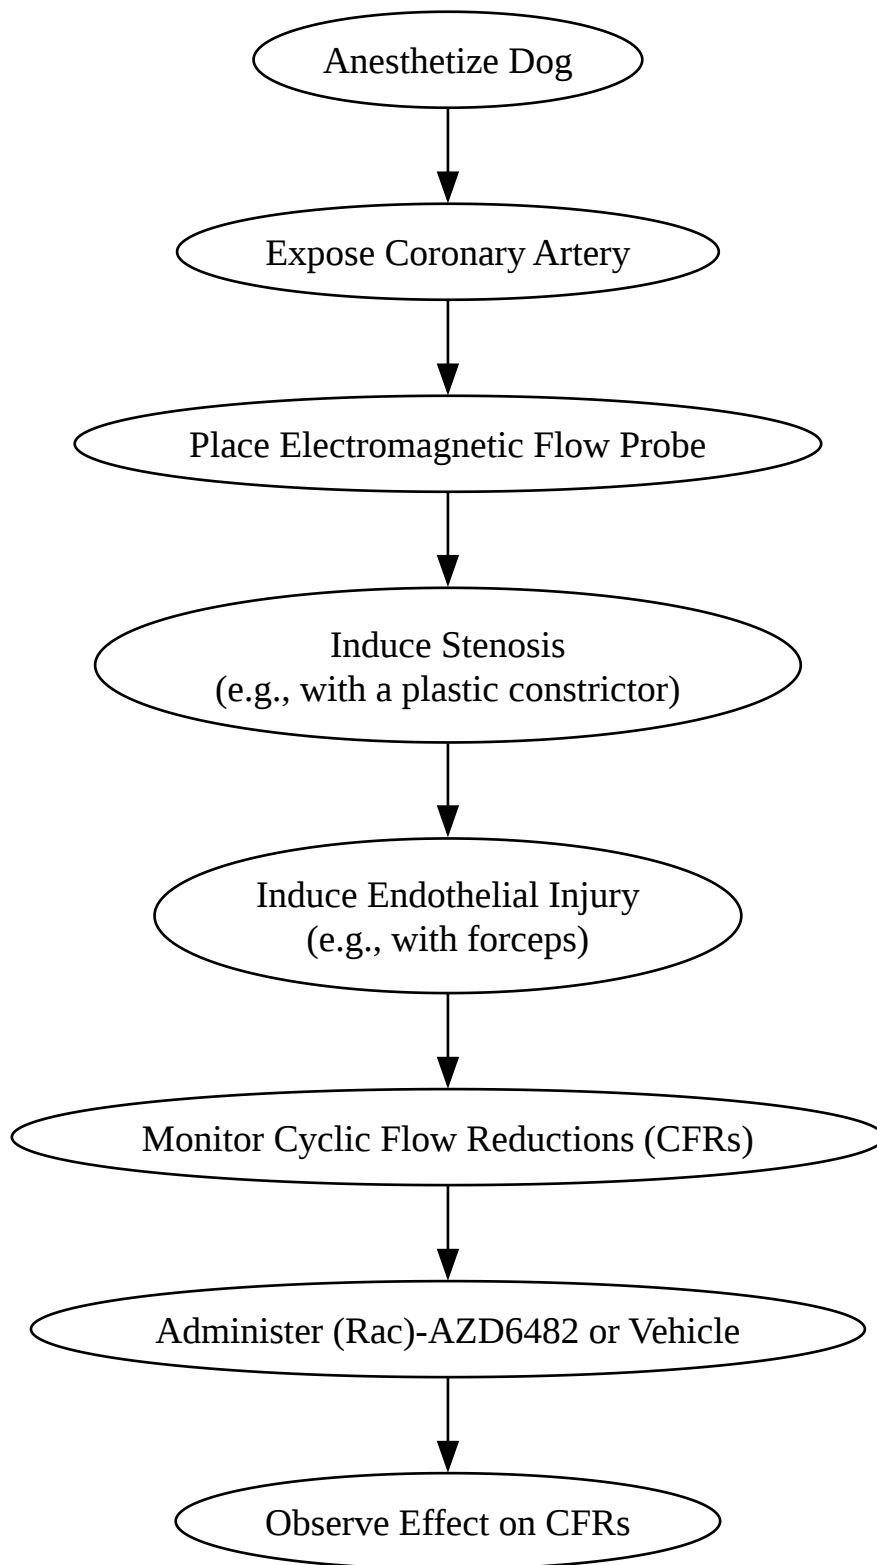 Anesthetize Dog
Expose Coronary Artery
Place Electromagnetic Flow Probe
Induce Stenosis
(e.g., with a plastic constrictor)
Induce Endothelial Injury
(e.g., with forceps)
Monitor Cyclic Flow Reductions (CFRs)
Administer (Rac)-AZD6482 or Vehicle
Observe Effect on CFRs